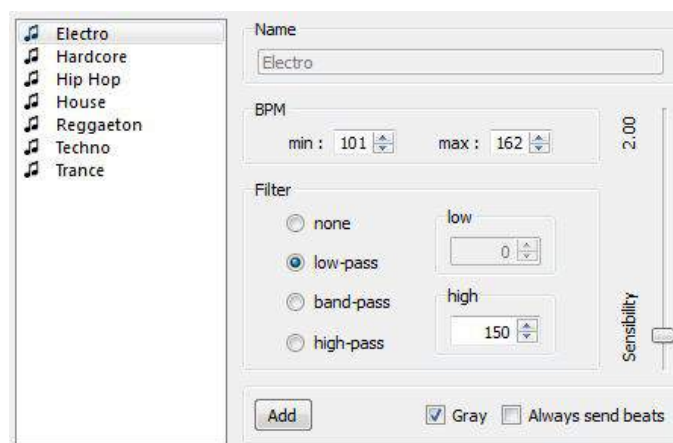 Electro
Hardcore
Hip Hop
House
Reggaeton
Techno
Trance
Name
Electro
BPM
min : 101
max : 162
2.00
Filter
none
low-pass
band-pass
high-pass
low
0
high
150
Sensibility
Add
Gray
Always send beats